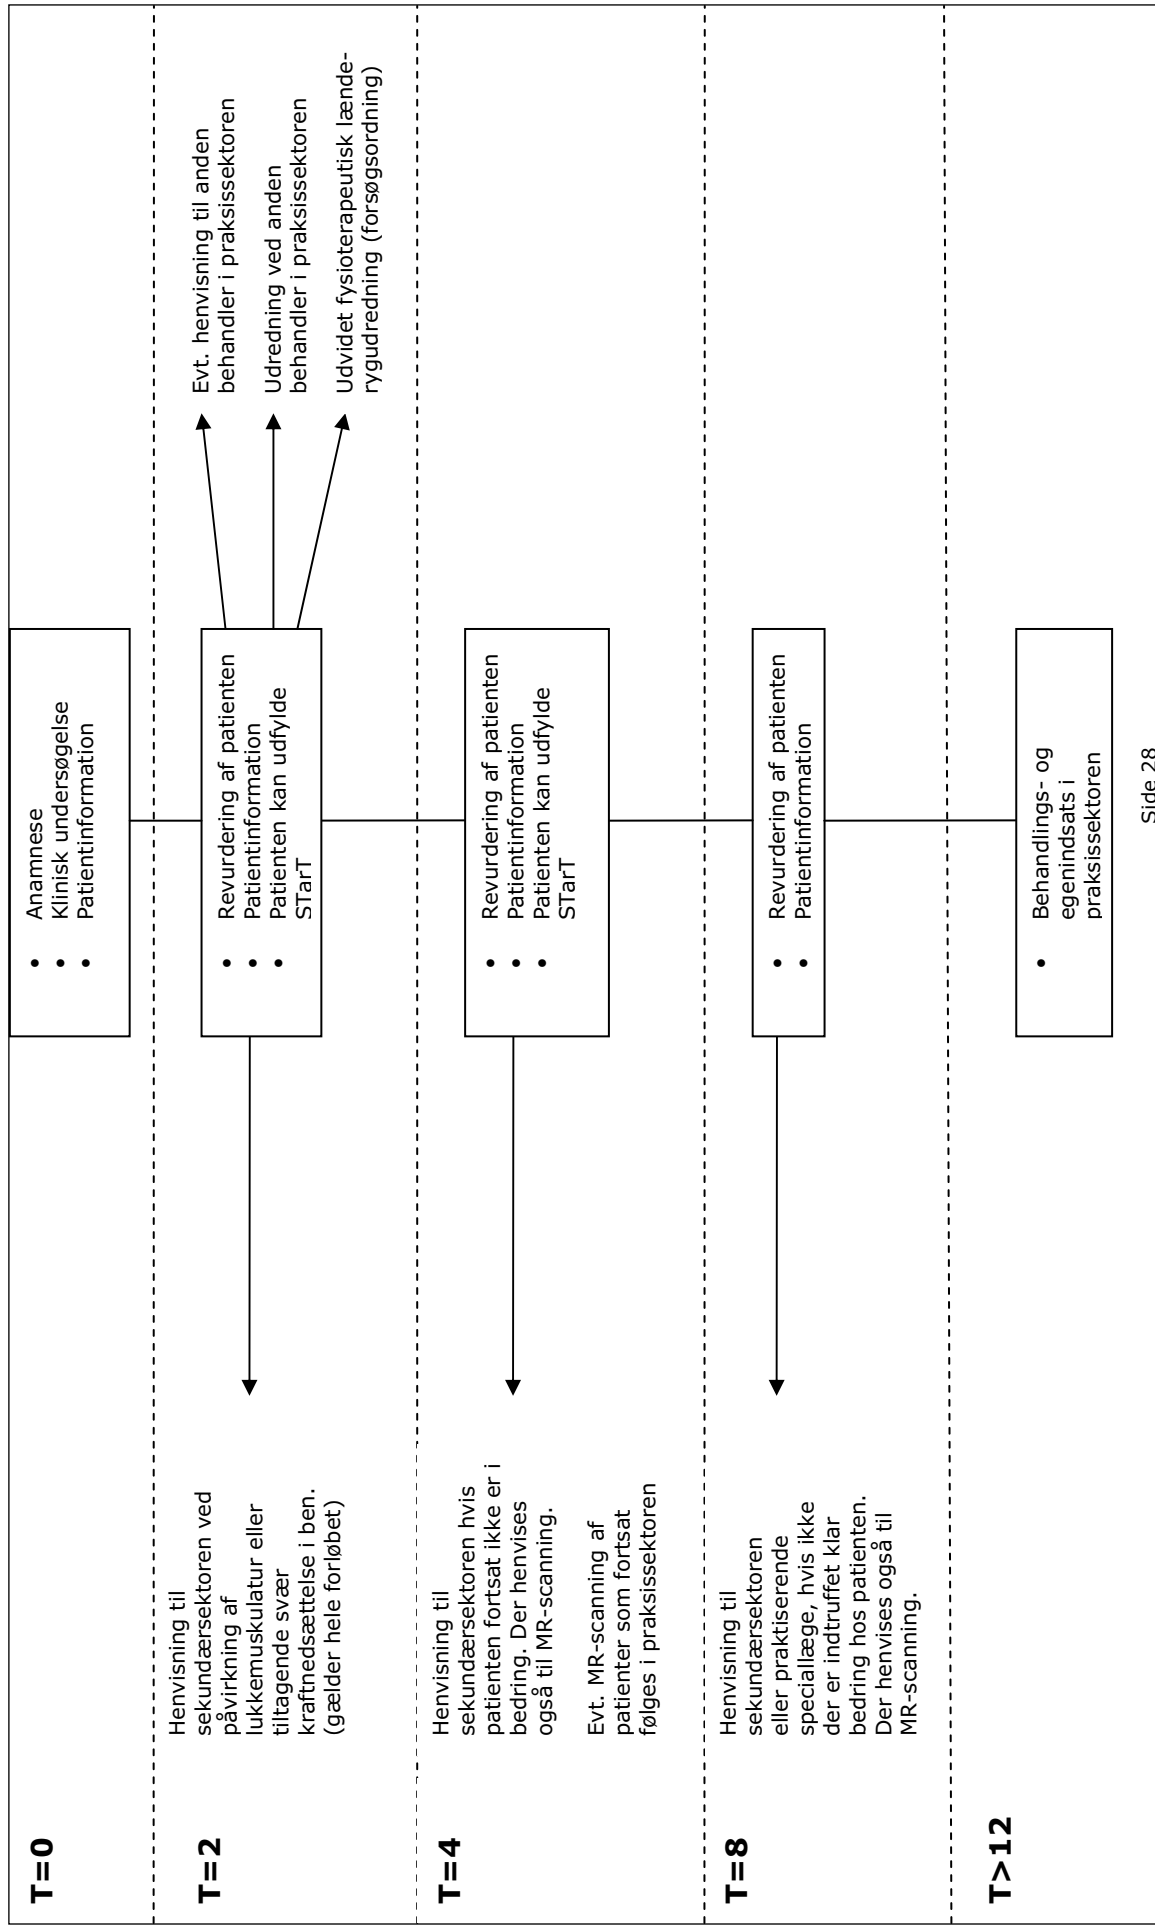 T=0
• Anamnese
• Klinisk undersøgelse
• Patientinformation
T=2
Henvisning til
sekundærsektoren ved
påvirkning af
lukkemuskulatur eller
tiltagende svær
kraftnedsættelse i ben.
(gælder hele forløbet)
• Revurdering af patienten
• Patientinformation
• Patienten kan udfylde
STarT
Evt. henvisning til anden
behandler i praksissektoren
Udredning ved anden
behandler i praksissektoren
Udvidet fysioterapeutisk lænde-
rygudredning (forsøgsordning)
T=4
Henvisning til
sekundærsektoren hvis
patienten fortsat ikke er i
bedring. Der henvises
også til MR-scanning.
Evt. MR-scanning af
patienter som fortsat
følges i praksissektoren
• Revurdering af patienten
• Patientinformation
• Patienten kan udfylde
STarT
T=8
Henvisning til
sekundærsektoren
eller praktiserende
speciallæge, hvis ikke
der er indtruffet klar
bedring hos patienten.
Der henvises også til
MR-scanning.
• Revurdering af patienten
• Patientinformation
T>12
• Behandlings- og
egenindsats i
praksissektoren
Side 28